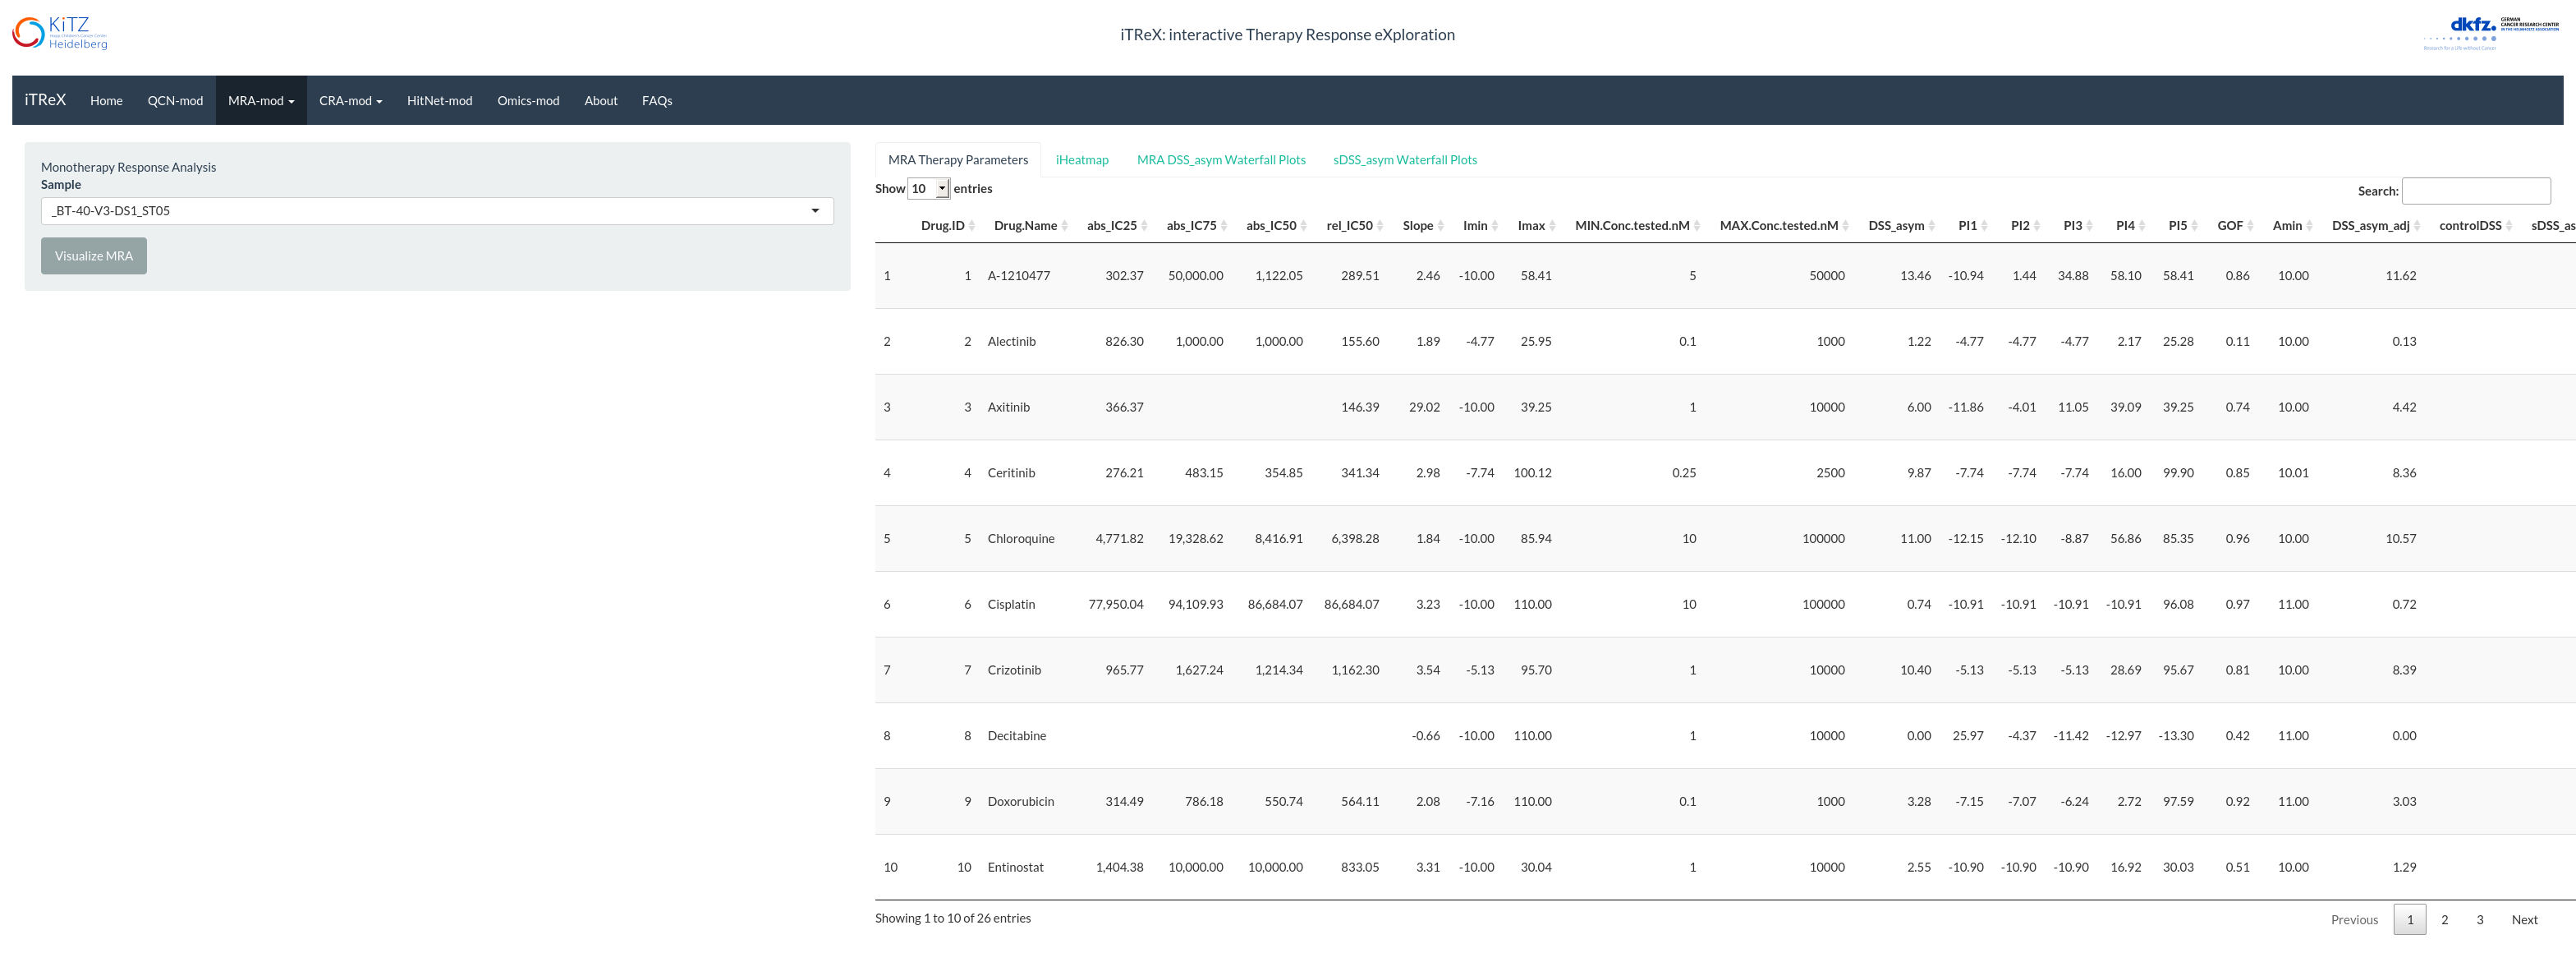 KiTZ
Heidelberg
iTReX: interactive Therapy Response eXploration
dkfz.
GERMAN
CANCER RESEARCH CENTER
IN THE HELMHOLTZ ASSOCIATION
Research for a Life without Cancer
iTReX Home QCN-mod MRA-mod CRA-mod HitNet-mod Omics-mod About FAQs
Monotherapy Response Analysis
Sample
_BT-40-V3-DS1_ST05
Visualize MRA
MRA Therapy Parameters iHeatmap MRA DSS_asym Waterfall Plots sDSS_asym Waterfall Plots
Show 10 entries
Search:
Drug.ID Drug.Name abs_IC25 abs_IC75 abs_IC50 rel_IC50 Slope Imin Imax MIN.Conc.tested.nM MAX.Conc.tested.nM DSS_asym PI1 PI2 PI3 PI4 PI5 GOF Amin DSS_asym_adj controlDSS sDSS_as
1 1 A-1210477 302.37 50,000.00 1,122.05 289.51 2.46 -10.00 58.41 5 50000 13.46 -10.94 1.44 34.88 58.10 58.41 0.86 10.00 11.62
2 2 Alectinib 826.30 1,000.00 1,000.00 155.60 1.89 -4.77 25.95 0.1 1000 1.22 -4.77 -4.77 -4.77 2.17 25.28 0.11 10.00 0.13
3 3 Axitinib 366.37 146.39 29.02 -10.00 39.25 1 10000 6.00 -11.86 -4.01 11.05 39.09 39.25 0.74 10.00 4.42
4 4 Ceritinib 276.21 483.15 354.85 341.34 2.98 -7.74 100.12 0.25 2500 9.87 -7.74 -7.74 -7.74 16.00 99.90 0.85 10.01 8.36
5 5 Chloroquine 4,771.82 19,328.62 8,416.91 6,398.28 1.84 -10.00 85.94 10 100000 11.00 -12.15 -12.10 -8.87 56.86 85.35 0.96 10.00 10.57
6 6 Cisplatin 77,950.04 94,109.93 86,684.07 86,684.07 3.23 -10.00 110.00 10 100000 0.74 -10.91 -10.91 -10.91 -10.91 96.08 0.97 11.00 0.72
7 7 Crizotinib 965.77 1,627.24 1,214.34 1,162.30 3.54 -5.13 95.70 1 10000 10.40 -5.13 -5.13 -5.13 28.69 95.67 0.81 10.00 8.39
8 8 Decitabine -0.66 -10.00 110.00 1 10000 0.00 25.97 -4.37 -11.42 -12.97 -13.30 0.42 11.00 0.00
9 9 Doxorubicin 314.49 786.18 550.74 564.11 2.08 -7.16 110.00 0.1 1000 3.28 -7.15 -7.07 -6.24 2.72 97.59 0.92 11.00 3.03
10 10 Entinostat 1,404.38 10,000.00 10,000.00 833.05 3.31 -10.00 30.04 1 10000 2.55 -10.90 -10.90 -10.90 16.92 30.03 0.51 10.00 1.29
Showing 1 to 10 of 26 entries
Previous 1 2 3 Next